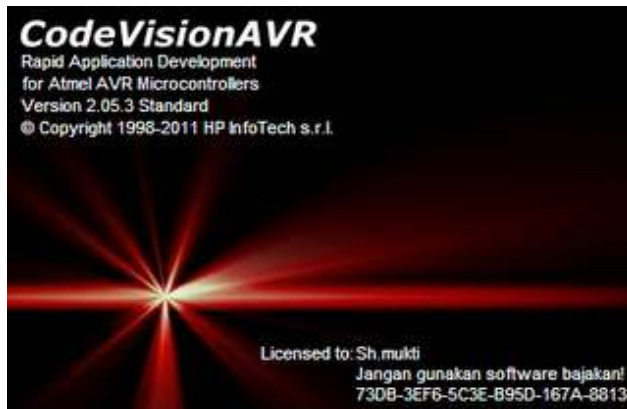 CodeVisionAVR
Rapid Application Development
for Atmel AVR Microcontrollers
Version 2.05.3 Standard
© Copyright 1998-2011 HP InfoTech s.r.l.
Licensed to: Sh.mukti
Jangan gunakan software bajakan!
73DB-3EF6-5C3E-B95D-167A-8813